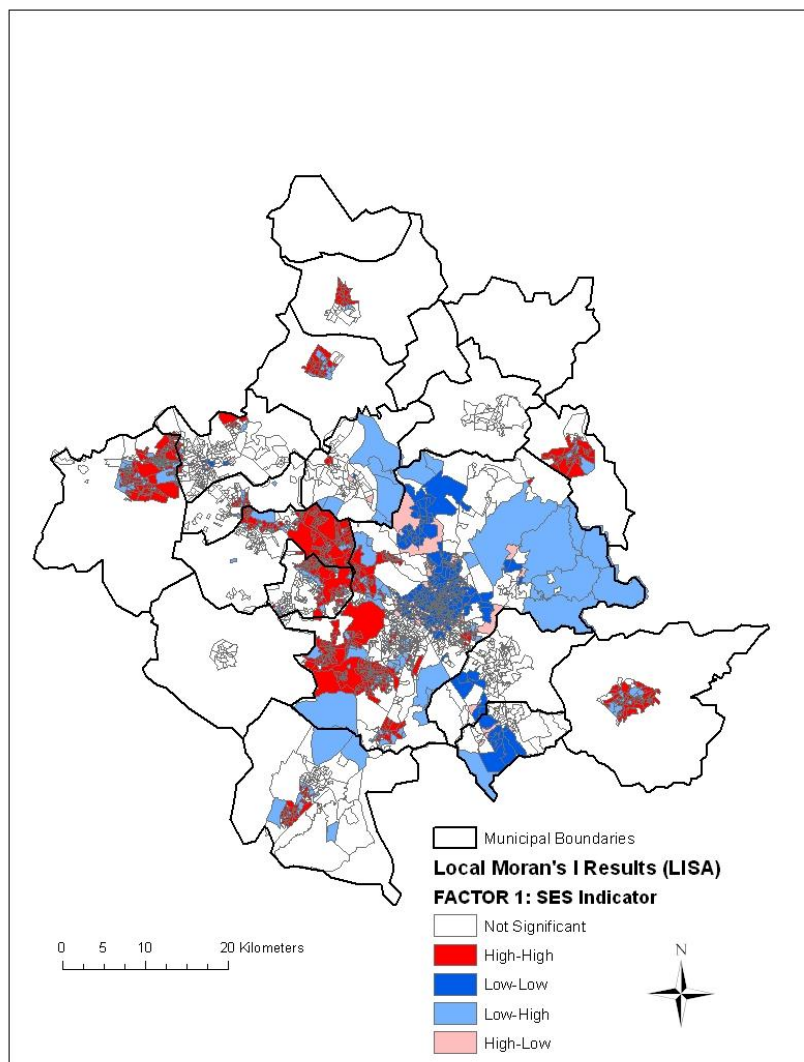 Municipal Boundaries
Local Moran's I Results (LISA)
FACTOR 1: SES Indicator
Not Significant
High-High
Low-Low
Low-High
High-Low
0 5 10 20 Kilometers
N